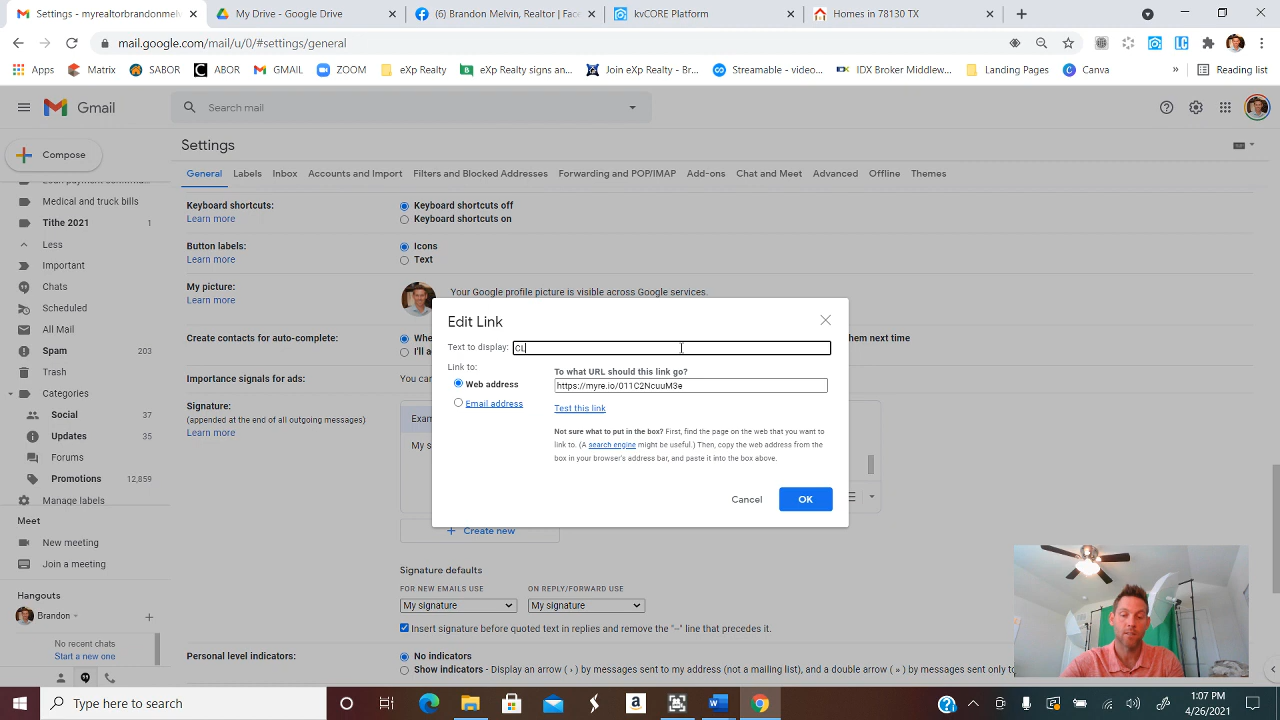 Gmail - myrealtorbrandonmelv
My Drive - Google Drive
(6) Brandon Melvin, Realtor | Fac
kvCORE Platform
Homes in 78130 TX
mail.google.com/mail/u/0/#settings/general
Apps
Matrix
SABOR
ABOR
GMAIL
ZOOM
eXp Realty
eXp Realty signs an...
Join eXp Realty - Br...
Streamable - video...
IDX Broker Middlew...
Landing Pages
Canva
»
Reading list
Gmail
Search mail
Compose
Medical and truck bills
Tithe 2021 1
Less
Important
Chats
Scheduled
All Mail
Spam 203
Trash
Categories
Social 37
Updates 35
Forums
Promotions 12,859
Manage labels
Meet
New meeting
Join a meeting
Hangouts
Brandon
No recent chats
Start a new one
Settings
General Labels Inbox Accounts and Import Filters and Blocked Addresses Forwarding and POP/IMAP Add-ons Chat and Meet Advanced Offline Themes
Keyboard shortcuts:
Learn more
Keyboard shortcuts off
Keyboard shortcuts on
Button labels:
Learn more
Icons
Text
My picture:
Learn more
Your Google profile picture is visible across Google services.
Create contacts for auto-complete:
Whe
I'll a
em next time
Importance signals for ads:
You can
Signature:
(appended at the end of all outgoing messages)
Learn more
Exam
My s
Create new
Edit Link
Text to display: CL
Link to:
Web address
Email address
To what URL should this link go?
https://myre.io/011C2NcuuM3e
Test this link
Not sure what to put in the box? First, find the page on the web that you want to
link to. (A search engine might be useful.) Then, copy the web address from the
box in your browser's address bar, and paste it into the box above.
Cancel
OK
Signature defaults
FOR NEW EMAILS USE ON REPLY/FORWARD USE
My signature My signature
Insert signature before quoted text in replies and remove the "--" line that precedes it.
Personal level indicators:
No indicators
Show indicators - Display an arrow ( › ) by messages sent to my address (not a mailing list), and a double arrow ( » ) by messages sent only to
Type here to search
1:07 PM
4/26/2021